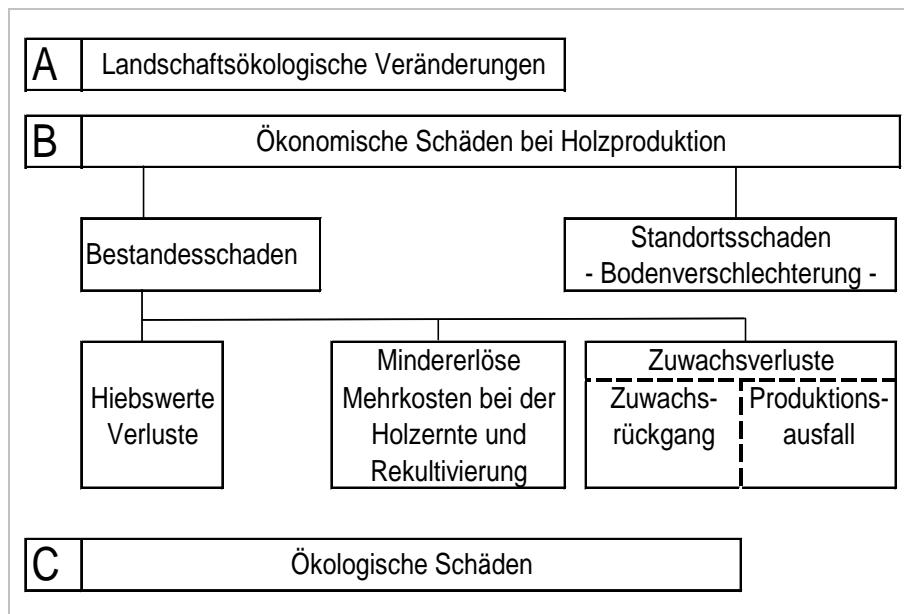 A Landschaftsökologische Veränderungen
B Ökonomische Schäden bei Holzproduktion
Bestandesschaden
Standortsschaden
- Bodenverschlechterung -
Hiebswerte
Verluste
Mindererlöse
Mehrkosten bei der
Holzernte und
Rekultivierung
Zuwachsverluste
Zuwachs-
rückgang
Produktions-
ausfall
C Ökologische Schäden